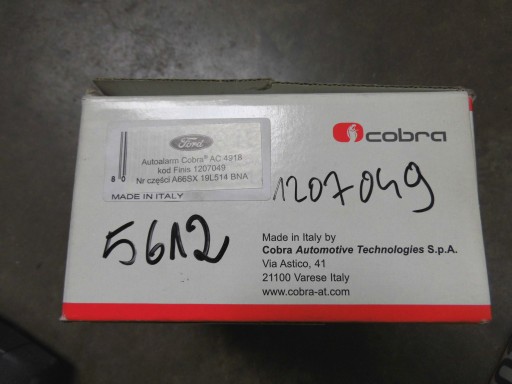 Ford
Autoalarm Cobra® AC 4918
kod Finis 1207049
Nr części A66SX 19L514 BNA
MADE IN ITALY
cobra
1207049
5612
Made in Italy by
Cobra Automotive Technologies S.p.A.
Via Astico, 41
21100 Varese Italy
www.cobra-at.com